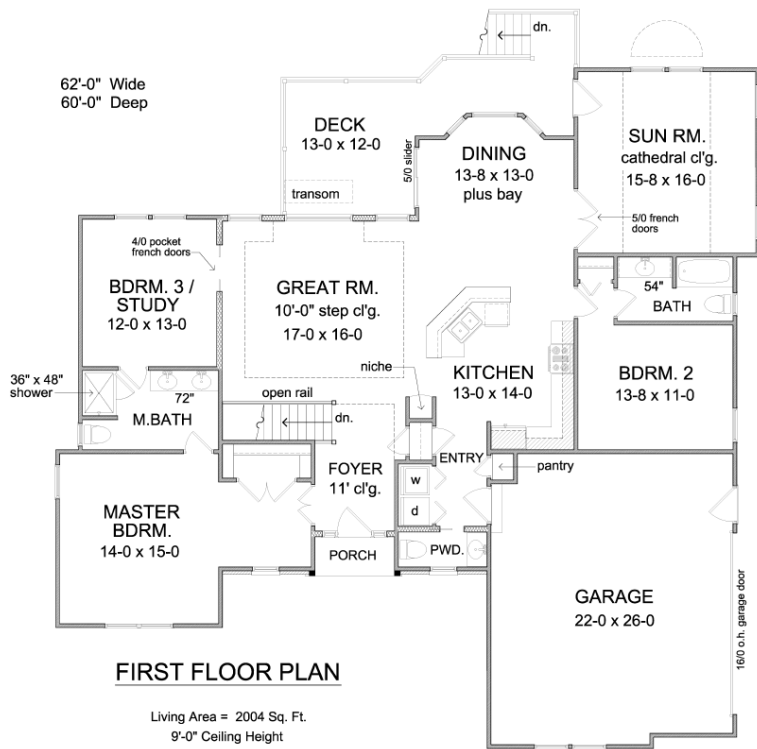 dn.
62'-0" Wide
60'-0" Deep
DECK
13-0 x 12-0
transom
5/0 slider
DINING
13-8 x 13-0
plus bay
SUN RM.
cathedral cl'g.
15-8 x 16-0
5/0 french
doors
4/0 pocket
french doors
BDRM. 3 /
STUDY
12-0 x 13-0
GREAT RM.
10'-0" step cl'g.
17-0 x 16-0
54"
BATH
niche
KITCHEN
13-0 x 14-0
BDRM. 2
13-8 x 11-0
36" x 48"
shower
72"
M.BATH
open rail
dn.
FOYER
11' cl'g.
ENTRY
pantry
w
d
MASTER
BDRM.
14-0 x 15-0
PORCH
PWD.
GARAGE
22-0 x 26-0
16/0 o.h. garage door
FIRST FLOOR PLAN
Living Area = 2004 Sq. Ft.
9'-0" Ceiling Height